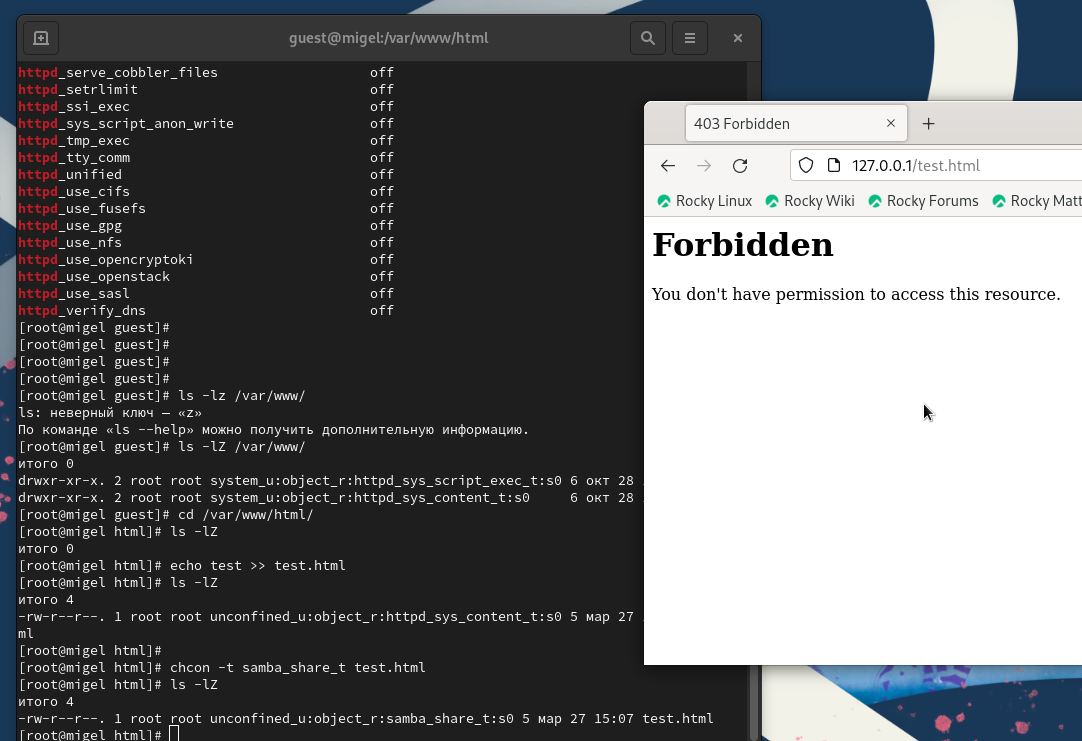 guest@migel:/var/www/html
httpd_serve_cobbler_files off
httpd_setrlimit off
httpd_ssi_exec off
httpd_sys_script_anon_write off
httpd_tmp_exec off
httpd_tty_comm off
httpd_unified off
httpd_use_cifs off
httpd_use_fusefs off
httpd_use_gpg off
httpd_use_nfs off
httpd_use_opencryptoki off
httpd_use_openstack off
httpd_use_sasl off
httpd_verify_dns off
[root@migel guest]#
[root@migel guest]#
[root@migel guest]#
[root@migel guest]#
[root@migel guest]# ls -lz /var/www/
ls: неверный ключ — «z»
По команде «ls --help» можно получить дополнительную информацию.
[root@migel guest]# ls -lZ /var/www/
итого 0
drwxr-xr-x. 2 root root system_u:object_r:httpd_sys_script_exec_t:s0 6 окт 28
drwxr-xr-x. 2 root root system_u:object_r:httpd_sys_content_t:s0 6 окт 28
[root@migel guest]# cd /var/www/html/
[root@migel html]# ls -lZ
итого 0
[root@migel html]# echo test >> test.html
[root@migel html]# ls -lZ
итого 4
-rw-r--r--. 1 root root unconfined_u:object_r:httpd_sys_content_t:s0 5 мар 27
ml
[root@migel html]#
[root@migel html]# chcon -t samba_share_t test.html
[root@migel html]# ls -lZ
итого 4
-rw-r--r--. 1 root root unconfined_u:object_r:samba_share_t:s0 5 мар 27 15:07 test.html
[root@migel html]#
403 Forbidden
127.0.0.1/test.html
Rocky Linux Rocky Wiki Rocky Forums Rocky Matt
Forbidden
You don't have permission to access this resource.